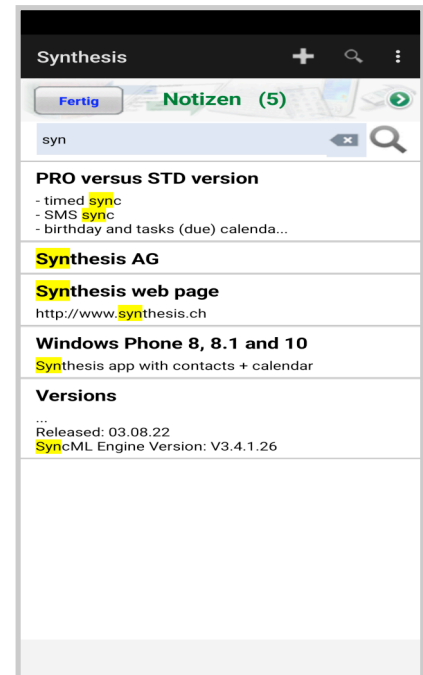 Synthesis
Fertig
Notizen (5)
syn
PRO versus STD version
- timed sync
- SMS sync
- birthday and tasks (due) calenda...
Synthesis AG
Synthesis web page
http://www.synthesis.ch
Windows Phone 8, 8.1 and 10
Synthesis app with contacts + calendar
Versions
...
Released: 03.08.22
SyncML Engine Version: V3.4.1.26